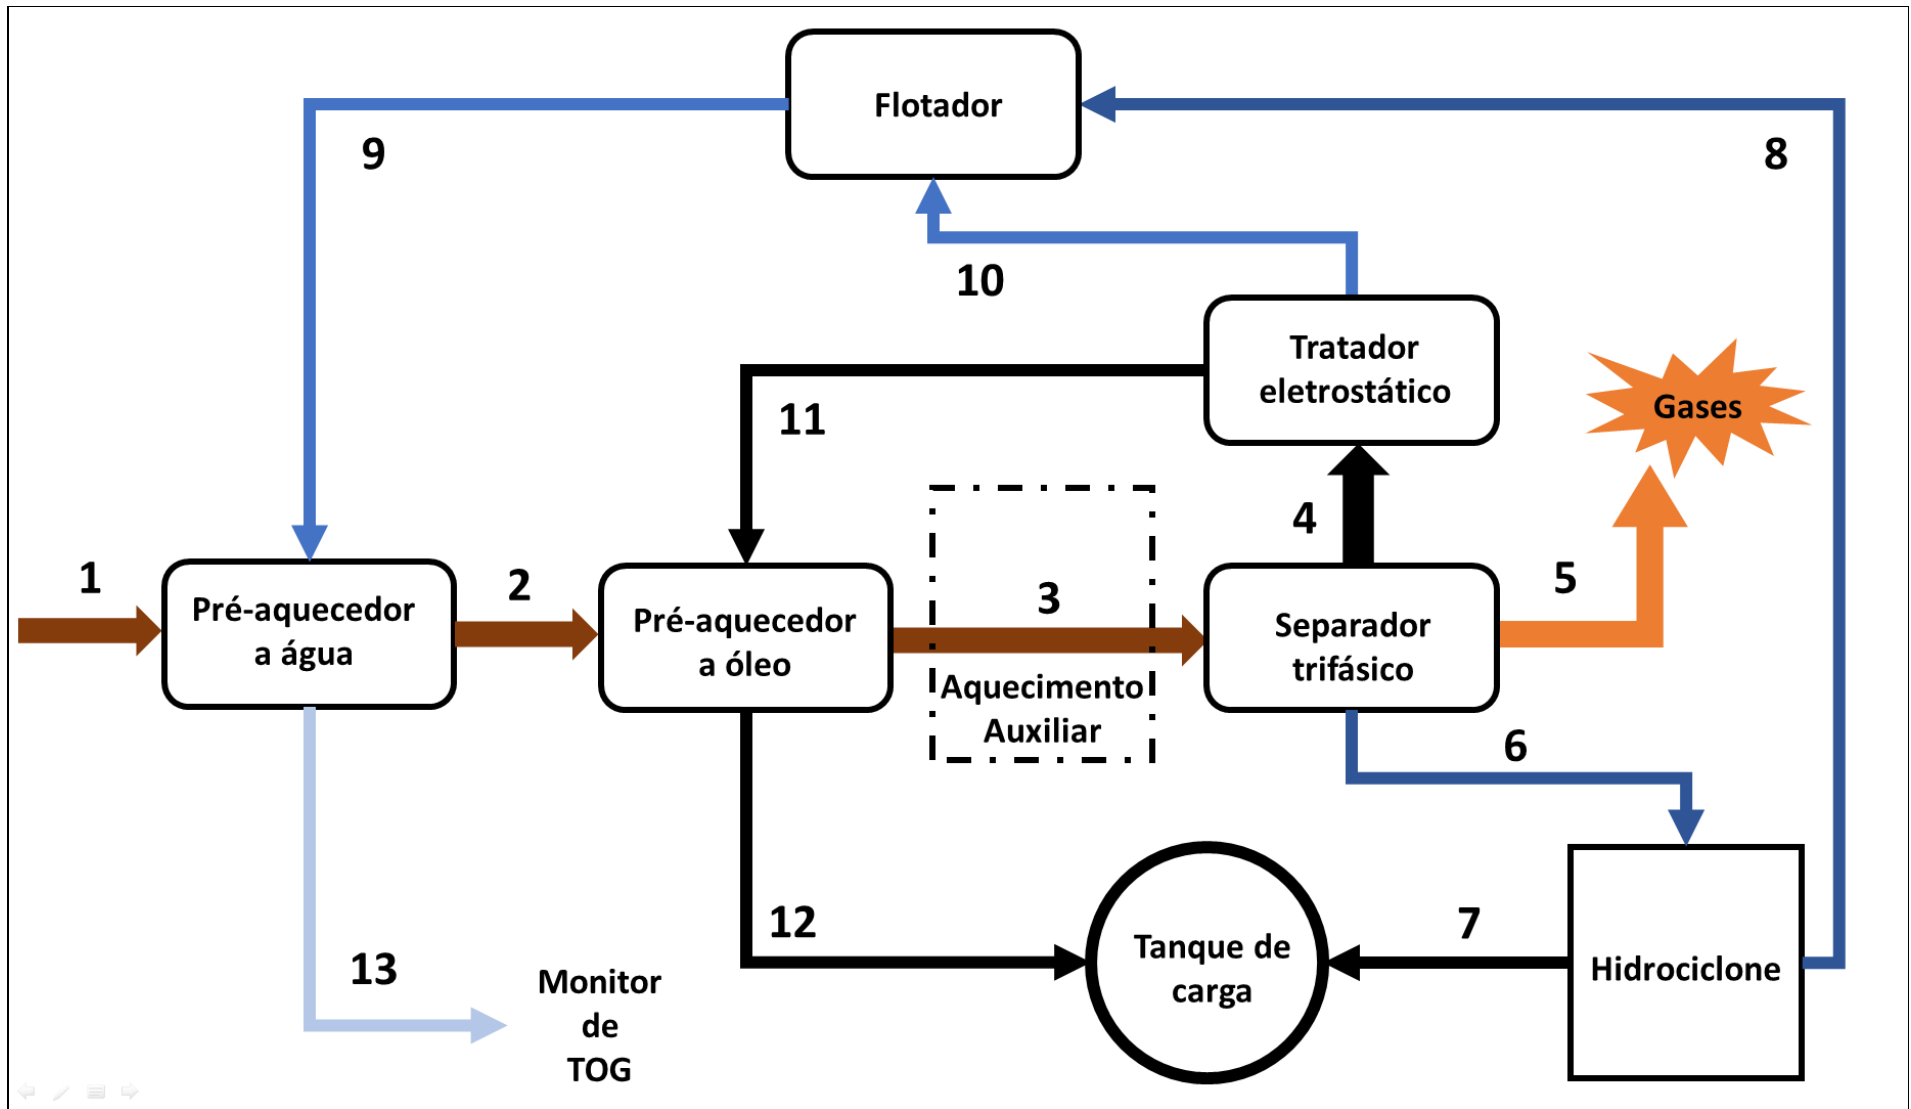 Flotador
9
8
10
Tratador
eletrostático
Gases
11
4
1
2
3
5
Pré-aquecedor
a água
Pré-aquecedor
a óleo
Separador
trifásico
Aquecimento
Auxiliar
6
12
7
Tanque de
carga
Hidrociclone
13
Monitor
de
TOG